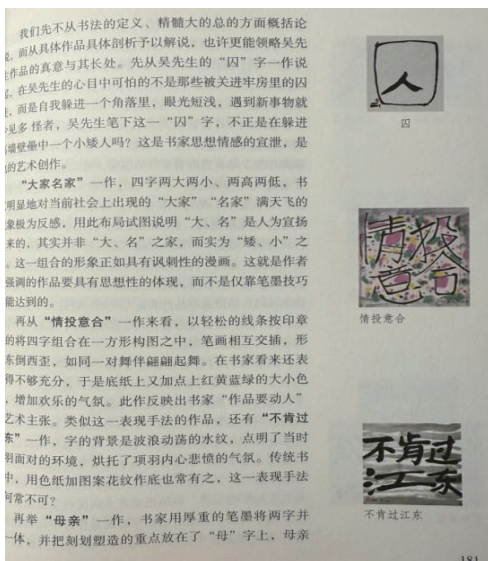 我们先不从书法的定义、精髓大的总的方面概括论
说，而从具体作品具体剖析予以解说，也许更能领略吴先
生作品的真意与其长处。先从吴先生的“囚”字一作说
起，在吴先生的心目中可怕的不是那些被关进牢房里的囚
，而是自我躲进一个角落里，眼光短浅，遇到新事物就
少见多怪者，吴先生笔下这一“囚”字，不正是在躲进
墙壁垒中一个小矮人吗？这是书家思想情感的宣泄，是
的艺术创作。
“大家名家”一作，四字两大两小、两高两低，书
明显地对当前社会上出现的“大家”“名家”满天飞的
象极为反感，用此布局试图说明“大、名”是人为宣扬
来的，其实并非“大、名”之家，而实为“矮、小”之
。这一组合的形象正如具有讽刺性的漫画。这就是作者
强调的作品要具有思想性的体现，而不是仅靠笔墨技巧
能达到的。
再从“情投意合”一作来看，以轻松的线条按印章
的将四字组合在一方形构图之中，笔画相互交插，形
东倒西歪，如同一对舞伴翩翩起舞。在书家看来还表
得不够充分，于是底纸上又加点上红黄蓝绿的大小色
，增加欢乐的气氛。此作反映出书家“作品要动人”
艺术主张。类似这一表现手法的作品，还有“不肯过
东”一作，字的背景是波浪动荡的水纹，点明了当时
羽面对的环境，烘托了项羽内心悲愤的气氛。传统书
中，用色纸加图案花纹作底也常有之，这一表现手法
何常不可？
再举“母亲”一作，书家用厚重的笔墨将两字并
一体，并把刻划塑造的重点放在了“母”字上，母亲
囚
囚
情投
意合
情投意合
不肯过
江东
不肯过江东
181